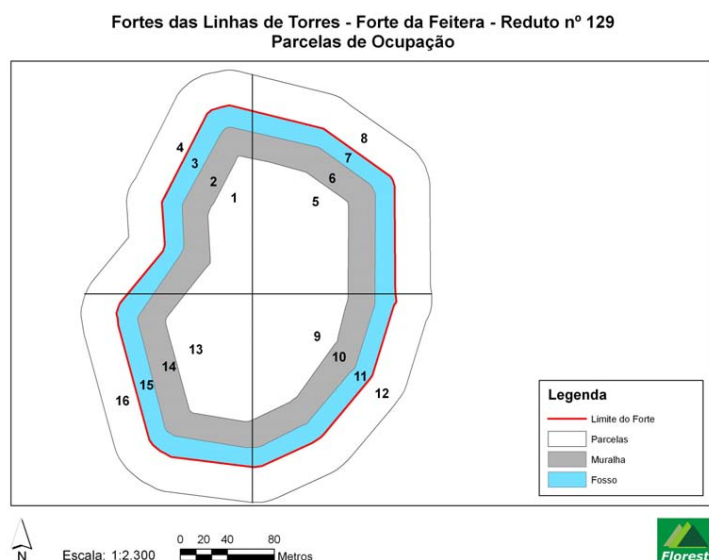 Fortes das Linhas de Torres - Forte da Feitera - Reduto nº 129
Parcelas de Ocupação
4
3
2
1
8
7
6
5
13
14
15
16
9
10
11
12
Legenda
Limite do Forte
Parcelas
Muralha
Fosso
N
Escala: 1:2.300
0 20 40 80
Metros
Florest